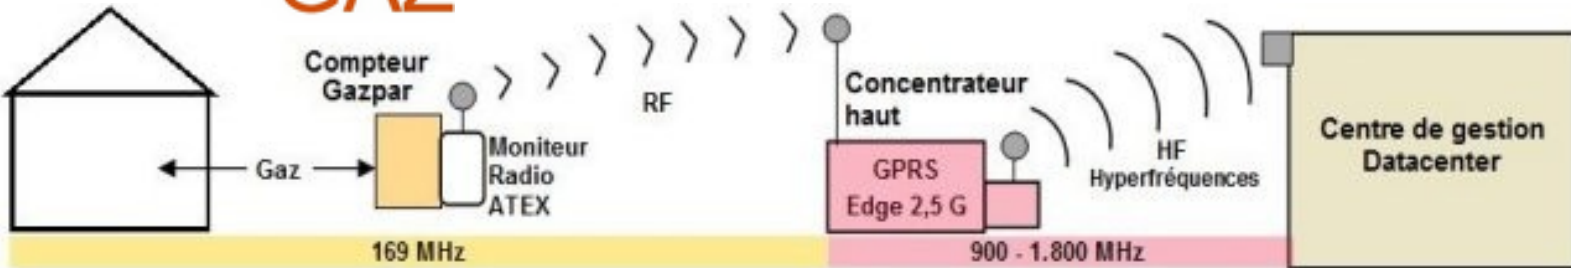 GAZ
Compteur
Gazpar
Gaz
Moniteur
Radio
ATEX
RF
Concentrateur
haut
GPRS
Edge 2,5 G
HF
Hyperfréquences
Centre de gestion
Datacenter
169 MHz
900 - 1.800 MHz